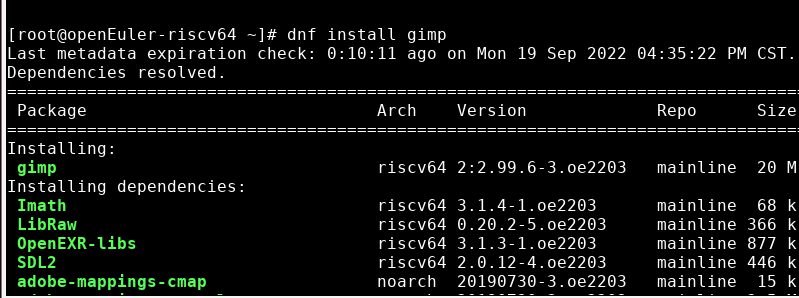 [root@openEuler-riscv64 ~]# dnf install gimp
Last metadata expiration check: 0:10:11 ago on Mon 19 Sep 2022 04:35:22 PM CST.
Dependencies resolved.
================================================================================
Package Arch Version Repo Size
================================================================================
Installing:
gimp riscv64 2:2.99.6-3.oe2203 mainline 20 M
Installing dependencies:
Imath riscv64 3.1.4-1.oe2203 mainline 68 k
LibRaw riscv64 0.20.2-5.oe2203 mainline 366 k
OpenEXR-libs riscv64 3.1.3-1.oe2203 mainline 877 k
SDL2 riscv64 2.0.12-4.oe2203 mainline 446 k
adobe-mappings-cmap noarch 20190730-3.oe2203 mainline 15 k